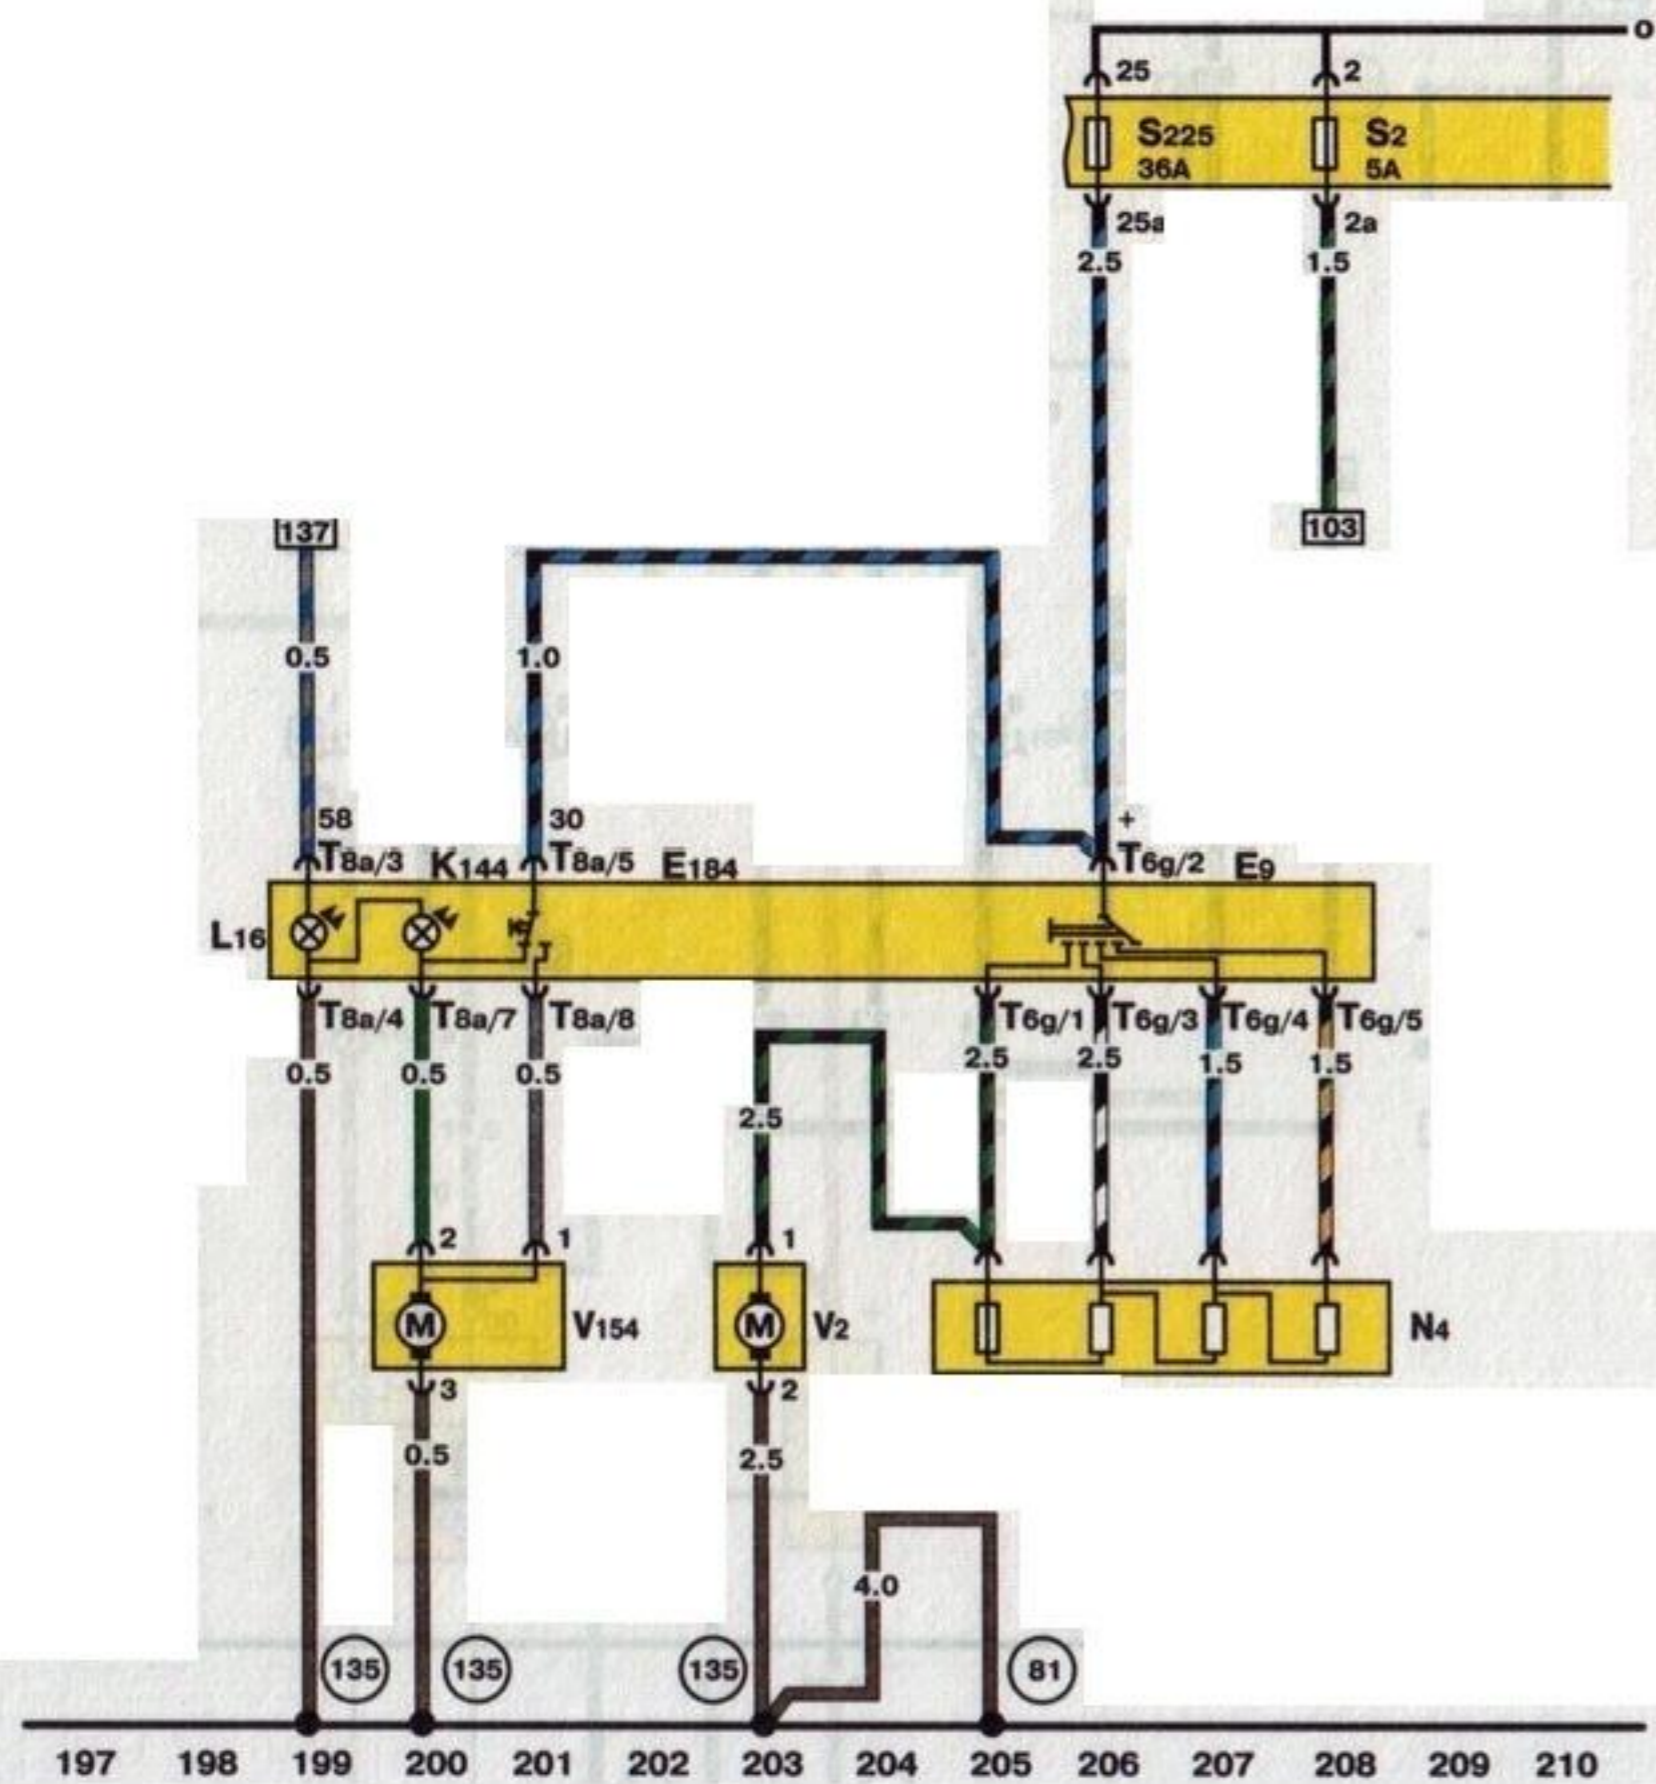 o
25
2
S225
36A
S2
5A
25a
2a
2.5
1.5
137
103
0.5
1.0
58
30
+
T8a/3
K144
T8a/5
E184
T6g/2
E9
L16
T8a/4
T8a/7
T8a/8
T6g/1
T6g/3
T6g/4
T6g/5
0.5
0.5
0.5
2.5
2.5
1.5
1.5
2.5
2
1
1
M
V154
M
V2
N4
3
2
0.5
2.5
4.0
135
135
135
81
197 198 199 200 201 202 203 204 205 206 207 208 209 210